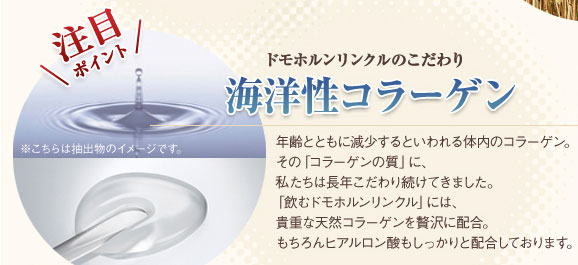 注目
ポイント
ドモホルンリンクルのこだわり
海洋性コラーゲン
※こちらは抽出物のイメージです。
年齢とともに減少するといわれる体内のコラーゲン。
その「コラーゲンの質」に、
私たちは長年こだわり続けてきました。
「飲むドモホルンリンクル」には、
貴重な天然コラーゲンを贅沢に配合。
もちろんヒアルロン酸もしっかりと配合しております。